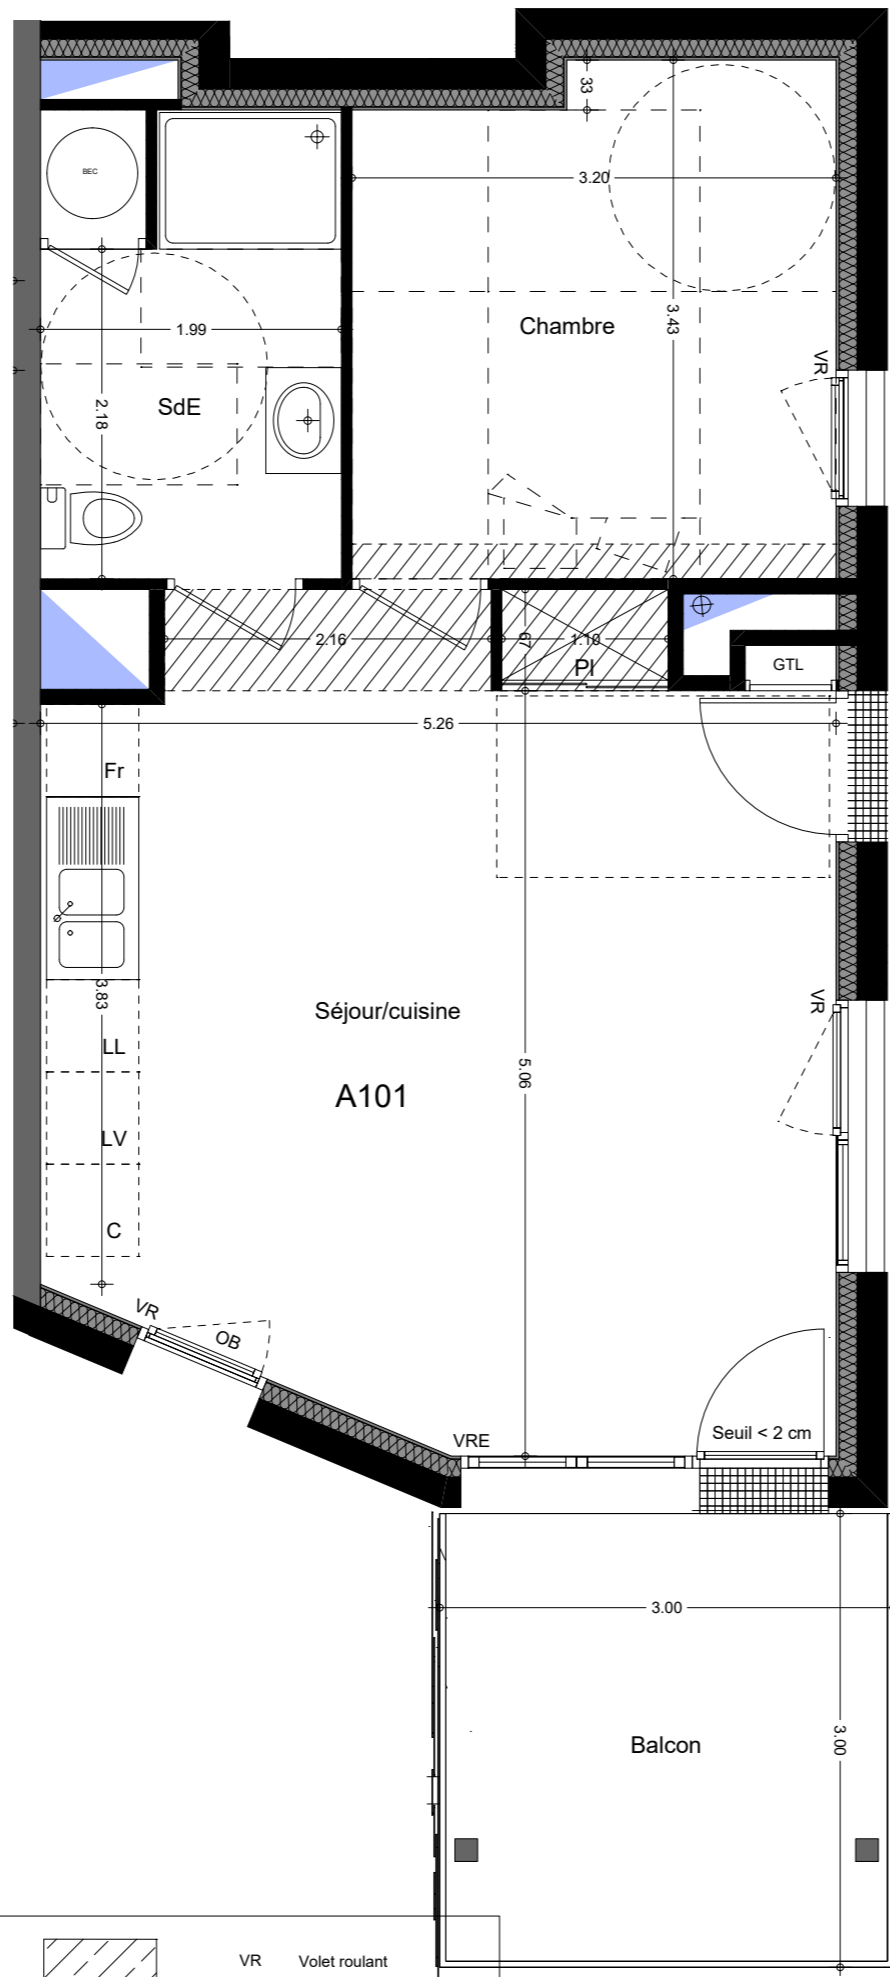 33
BEC
3.20
Chambre
3.43
1.99
VR
SdE
2.18
2.16
67
1.10
Pl
GTL
5.26
Fr
3.83
VR
Séjour/cuisine
LL
5.06
A101
LV
C
VR
OB
Seuil < 2 cm
VRE
3.00
Balcon
3.00
VR Volet roulant